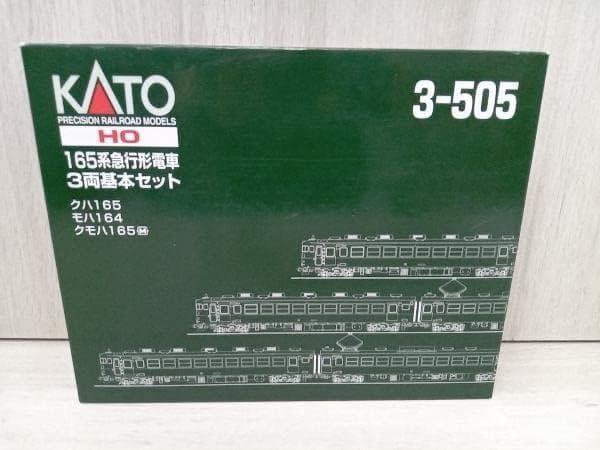 KATO
PRECISION RAILROAD MODELS
HO
165系急行形電車
3両基本セット
クハ165
モハ164
クモハ165Ⓜ
3-505